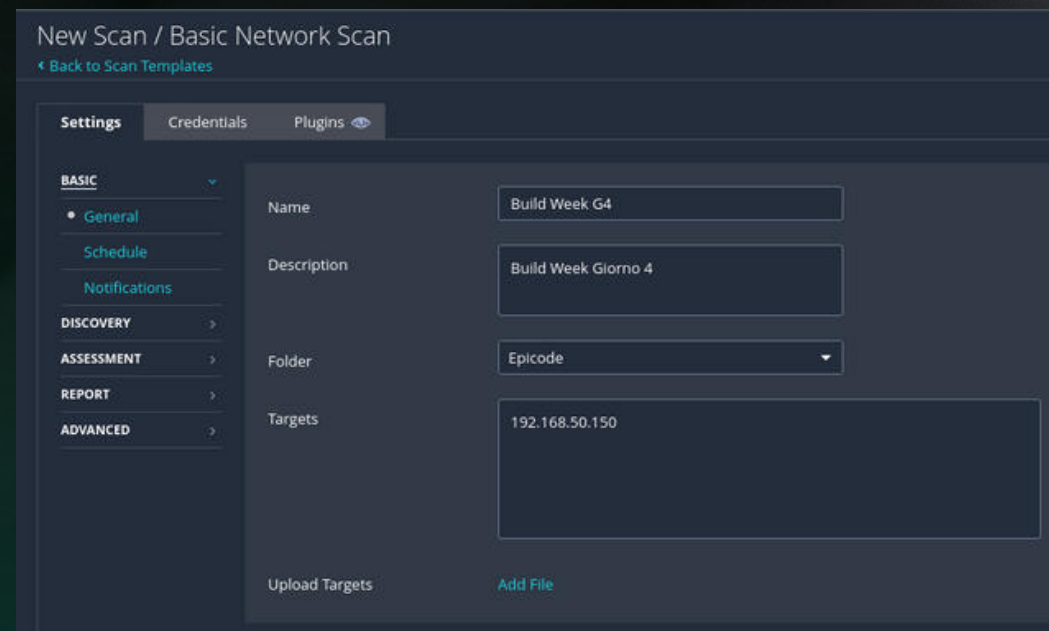 New Scan / Basic Network Scan
Back to Scan Templates
Settings
Credentials
Plugins
BASIC
General
Schedule
Notifications
DISCOVERY
ASSESSMENT
REPORT
ADVANCED
Name
Build Week G4
Description
Build Week Giorno 4
Folder
Epicode
Targets
192.168.50.150
Upload Targets
Add File